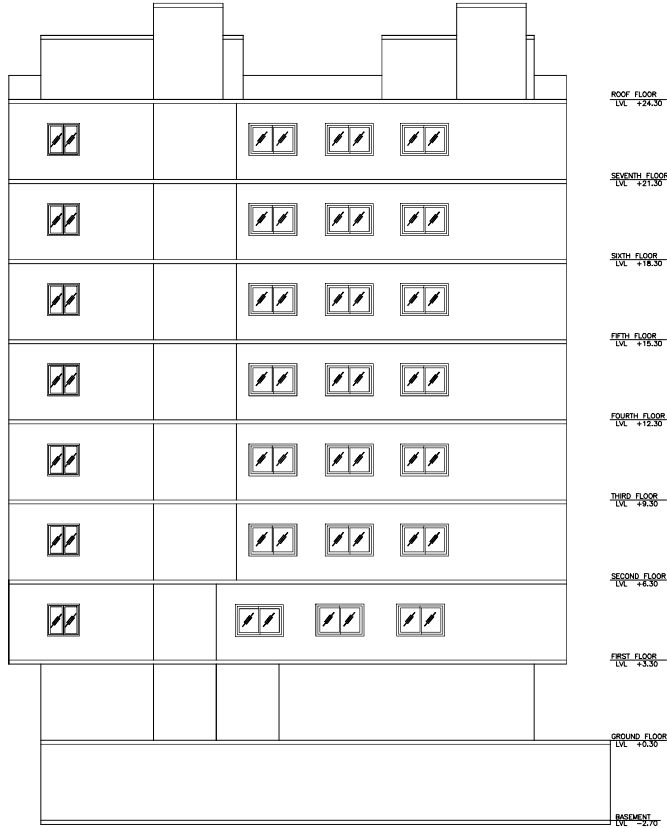 ROOF FLOOR
LVL +24.30
SEVENTH FLOOR
LVL +21.30
SIXTH FLOOR
LVL +18.30
FIFTH FLOOR
LVL +15.30
FOURTH FLOOR
LVL +12.30
THIRD FLOOR
LVL +9.30
SECOND FLOOR
LVL +6.30
FIRST FLOOR
LVL +3.30
GROUND FLOOR
LVL +0.30
BASEMENT
LVL -2.70